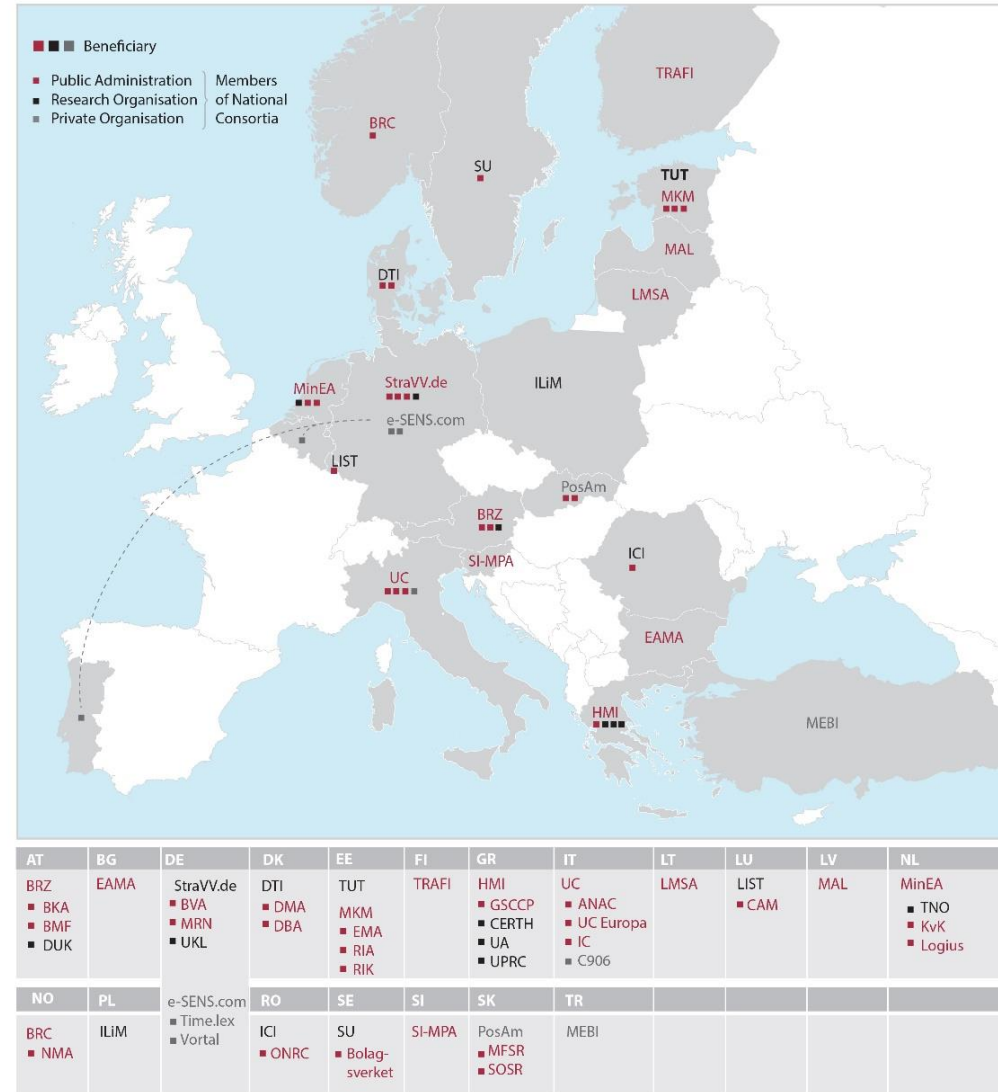 ■ ■ ■ Beneficiary
■ Public Administration
■ Research Organisation
■ Private Organisation
Members
of National
Consortia
TRAFI
BRC
SU
TUT
MKM
MAL
DTI
LMSA
MinEA
StraVV.de
ILiM
e-SENS.com
LIST
PosAm
BRZ
ICI
SI-MPA
UC
EAMA
HMI
MEBI
AT BG DE DK EE FI GR IT LT LU LV NL
BRZ
■ BKA
■ BMF
■ DUK
EAMA
StraVV.de
■ BVA
■ MRN
■ UKL
DTI
■ DMA
■ DBA
TUT
MKM
■ EMA
■ RIA
■ RIK
TRAFI
HMI
■ GSCCP
■ CERTH
■ UA
■ UPRC
UC
■ ANAC
■ UC Europa
■ IC
■ C906
LMSA
LIST
■ CAM
MAL
MinEA
■ TNO
■ KvK
■ Logius
NO PL RO SE SI SK TR
BRC
■ NMA
ILiM
e-SENS.com
■ Time.lex
■ Vortal
ICI
■ ONRC
SU
■ Bolag-
sverket
SI-MPA
PosAm
■ MFSR
■ SOSR
MEBI